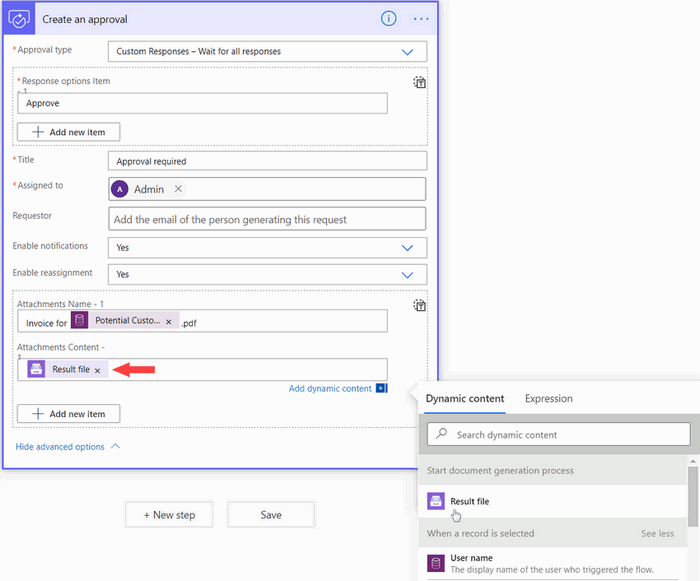 Create an approval
* Approval type
Custom Responses – Wait for all responses
* Response options Item
- 1
Approve
Add new item
* Title
Approval required
* Assigned to
A Admin
Requestor
Add the email of the person generating this request
Enable notifications
Yes
Enable reassignment
Yes
Attachments Name - 1
Invoice for Potential Custo... × .pdf
Attachments Content -
1
Result file ×
Add dynamic content
Add new item
Hide advanced options
+ New step
Save
Dynamic content
Expression
Search dynamic content
Start document generation process
Result file
When a record is selected
See less
User name
The display name of the user who triggered the flow.